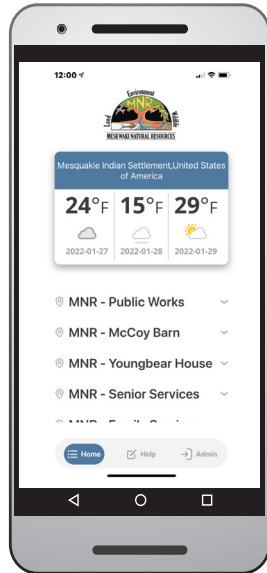 12:00
Environment
Land
MNR
Wildlife
MESKWAKI NATURAL RESOURCES
Mesquakie Indian Settlement,United States
of America
24°F 15°F 29°F
2022-01-27 2022-01-28 2022-01-29
MNR - Public Works
MNR - McCoy Barn
MNR - Youngbear House
MNR - Senior Services
Home Help Admin